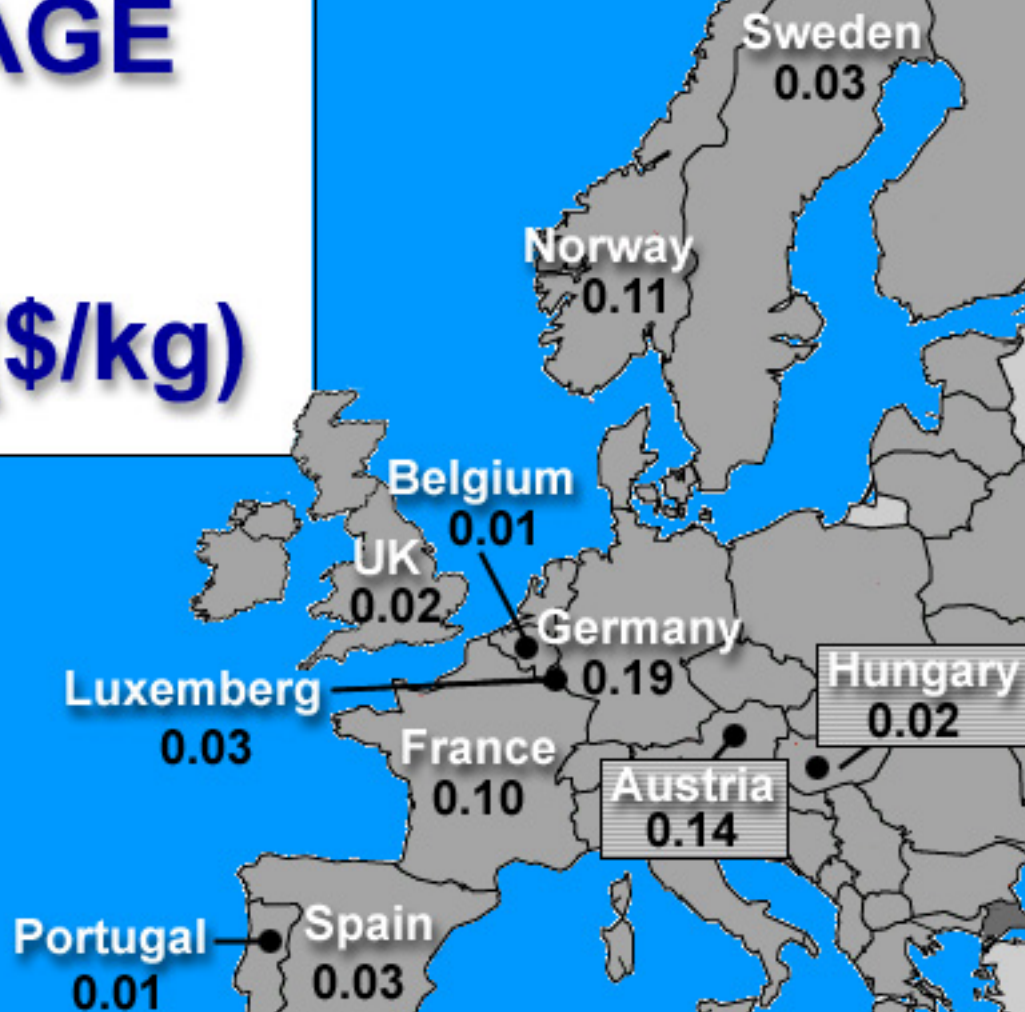 AGE
($/kg)
Sweden
0.03
Norway
0.11
Belgium
0.01
UK
0.02
Germany
0.19
Luxemberg
0.03
Hungary
0.02
France
0.10
Austria
0.14
Portugal
0.01
Spain
0.03